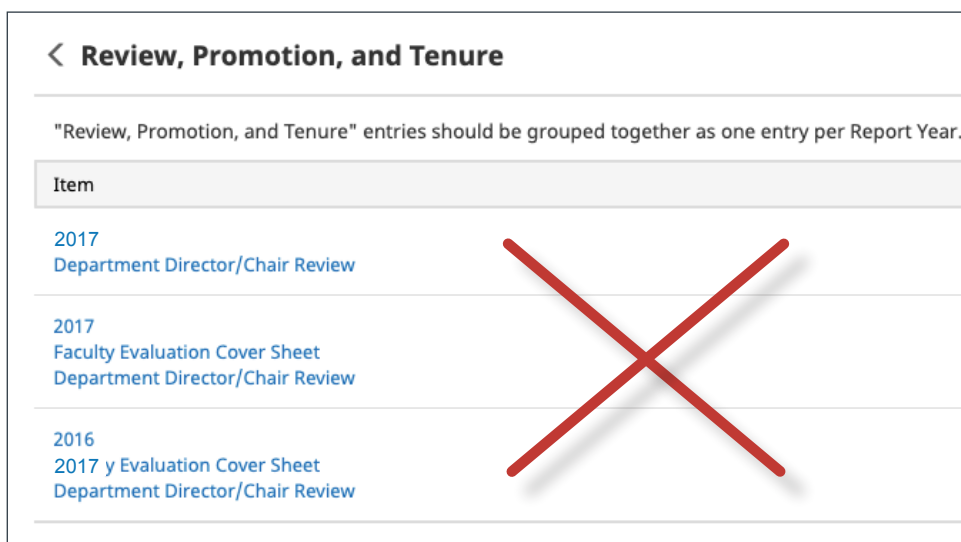 Review, Promotion, and Tenure
"Review, Promotion, and Tenure" entries should be grouped together as one entry per Report Year.
Item
2017
Department Director/Chair Review
2017
Faculty Evaluation Cover Sheet
Department Director/Chair Review
2016
2017 y Evaluation Cover Sheet
Department Director/Chair Review